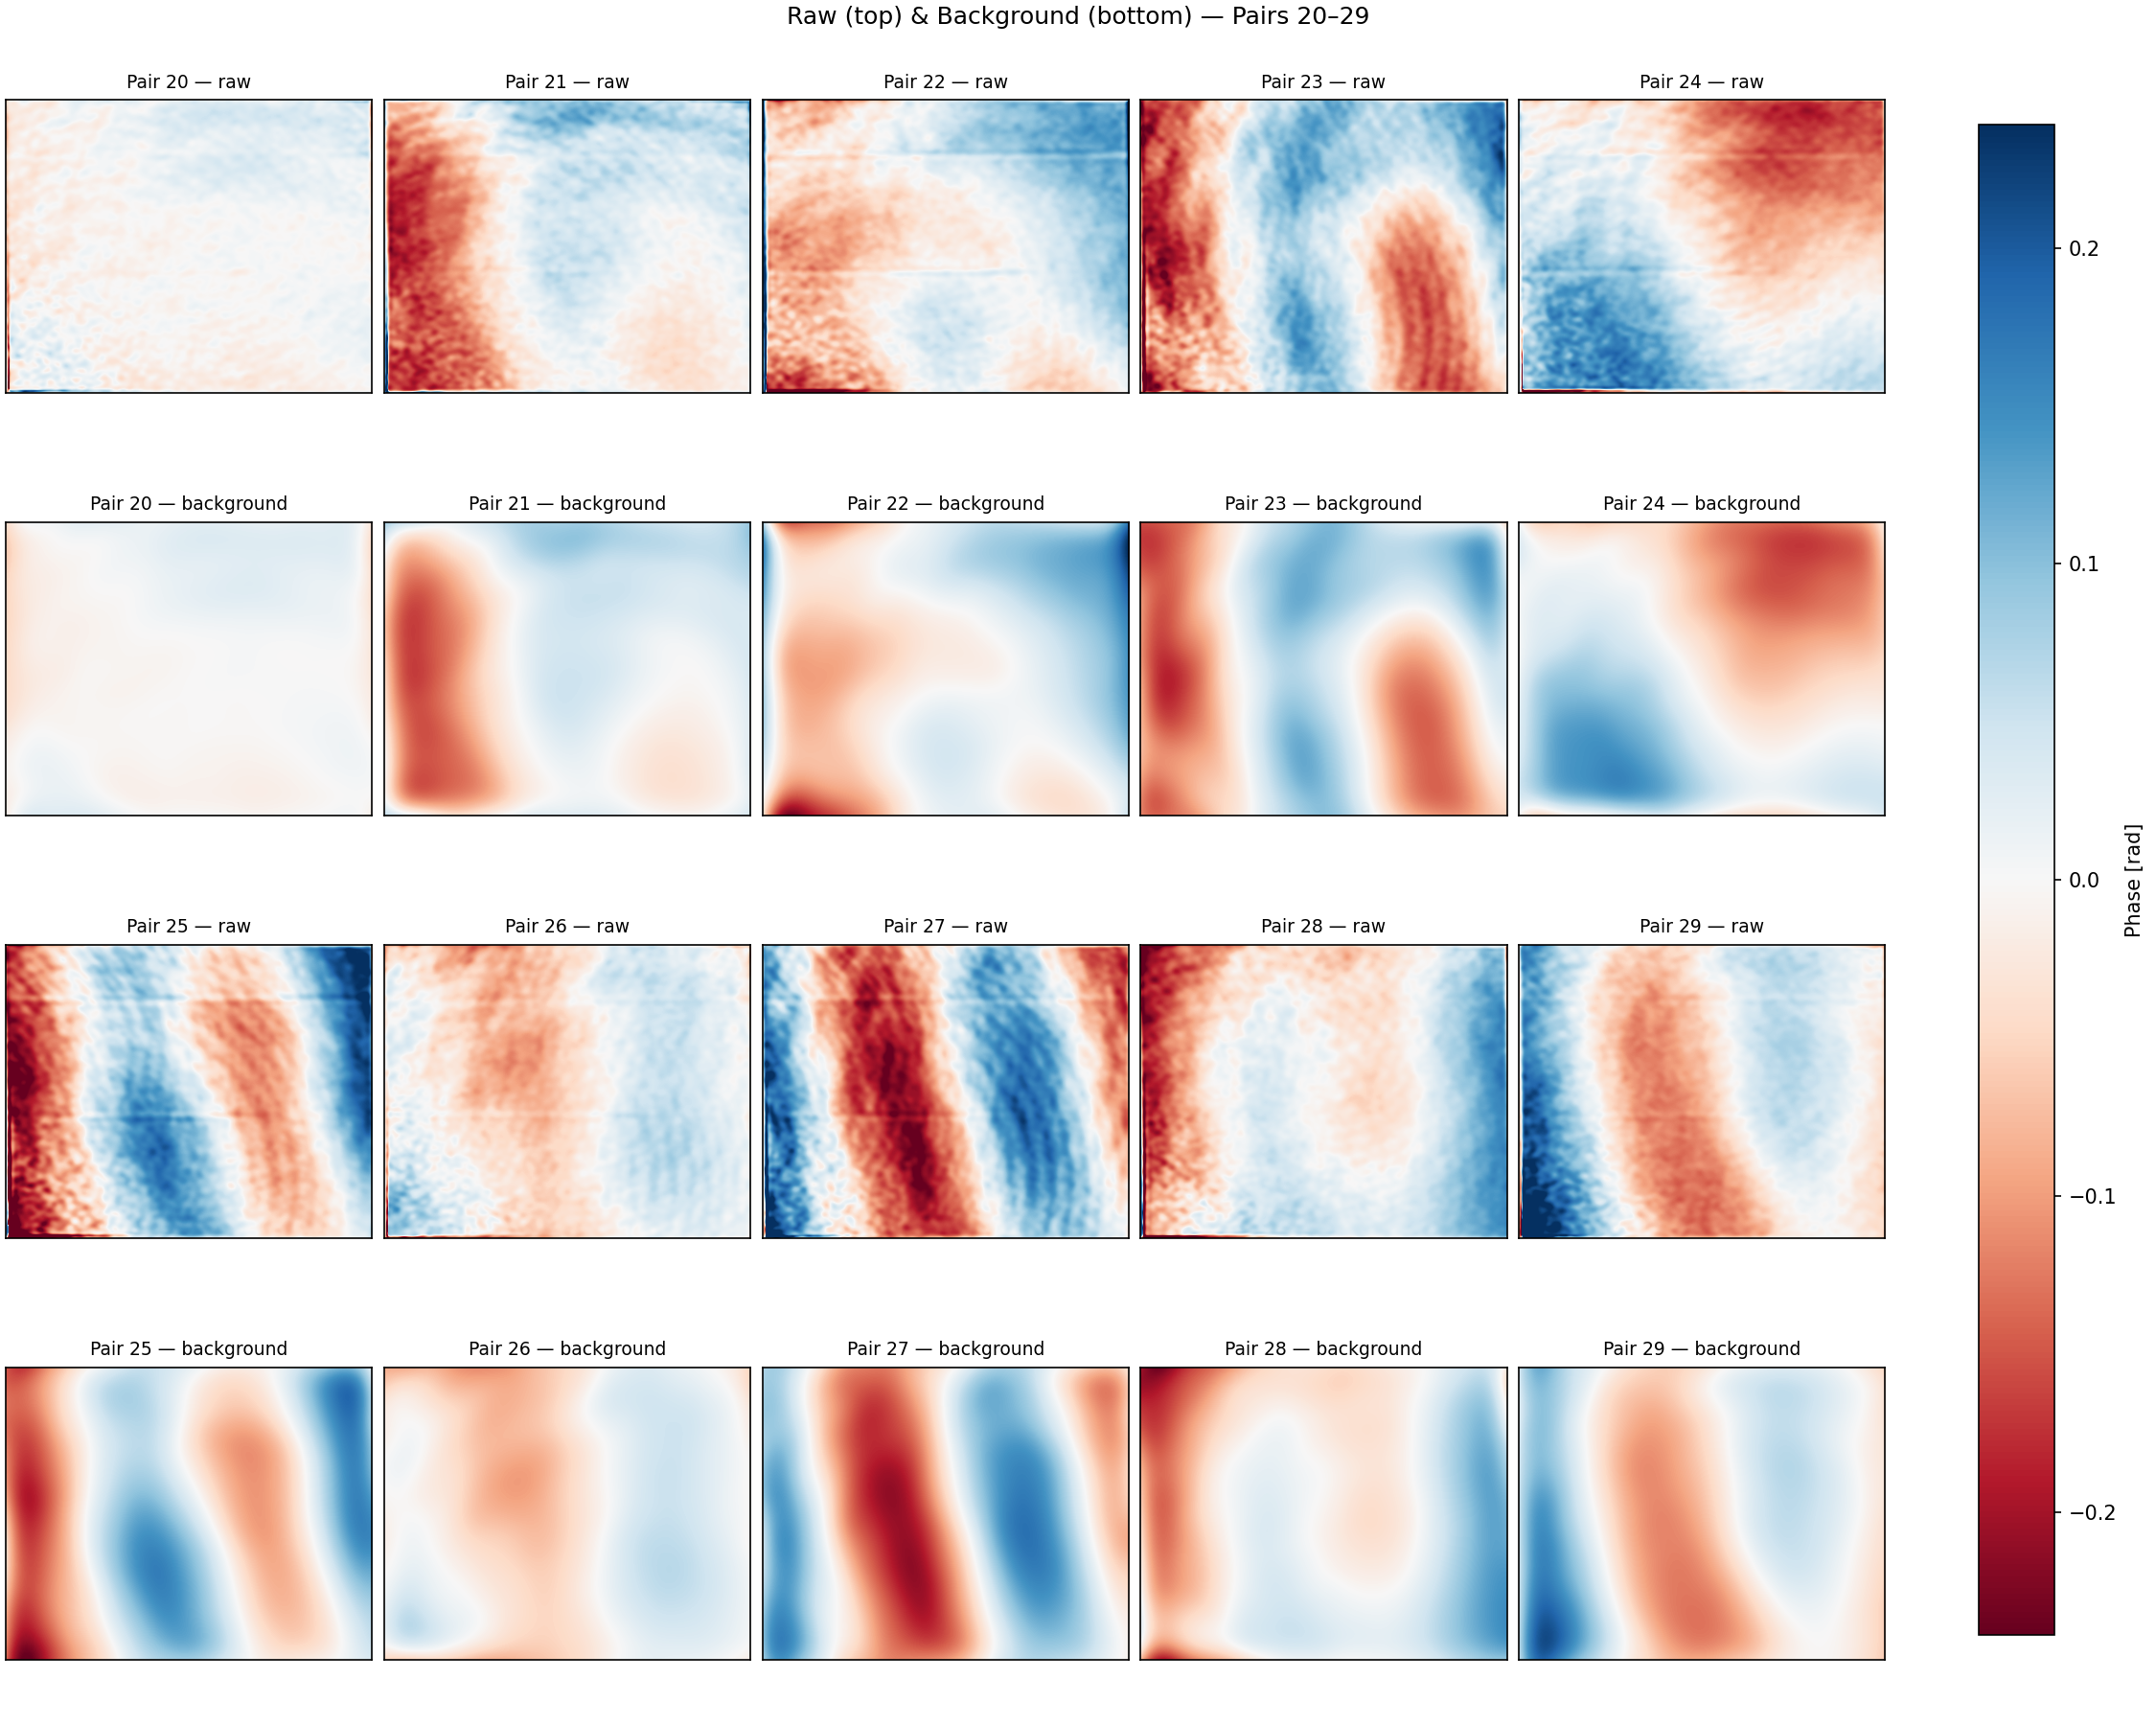 Raw (top) & Background (bottom) — Pairs 20–29
Pair 20 — raw
Pair 21 — raw
Pair 22 — raw
Pair 23 — raw
Pair 24 — raw
Pair 20 — background
Pair 21 — background
Pair 22 — background
Pair 23 — background
Pair 24 — background
Pair 25 — raw
Pair 26 — raw
Pair 27 — raw
Pair 28 — raw
Pair 29 — raw
Pair 25 — background
Pair 26 — background
Pair 27 — background
Pair 28 — background
Pair 29 — background
0.2
0.1
0.0
−0.1
−0.2
Phase [rad]